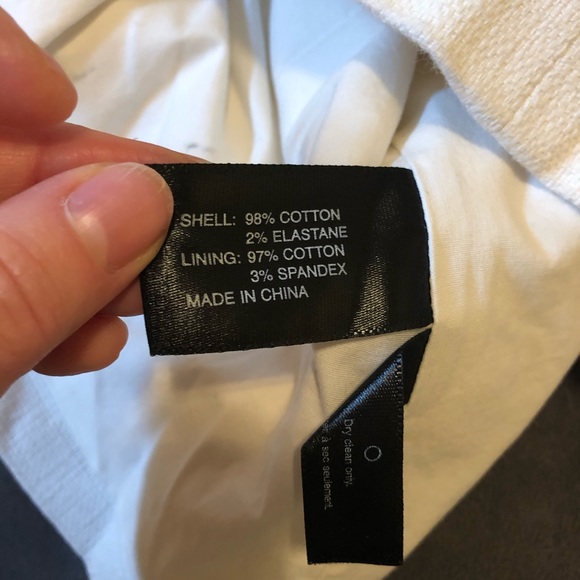 SHELL: 98% COTTON
2% ELASTANE
LINING: 97% COTTON
3% SPANDEX
MADE IN CHINA
Dry clean only.
à sec seulement.